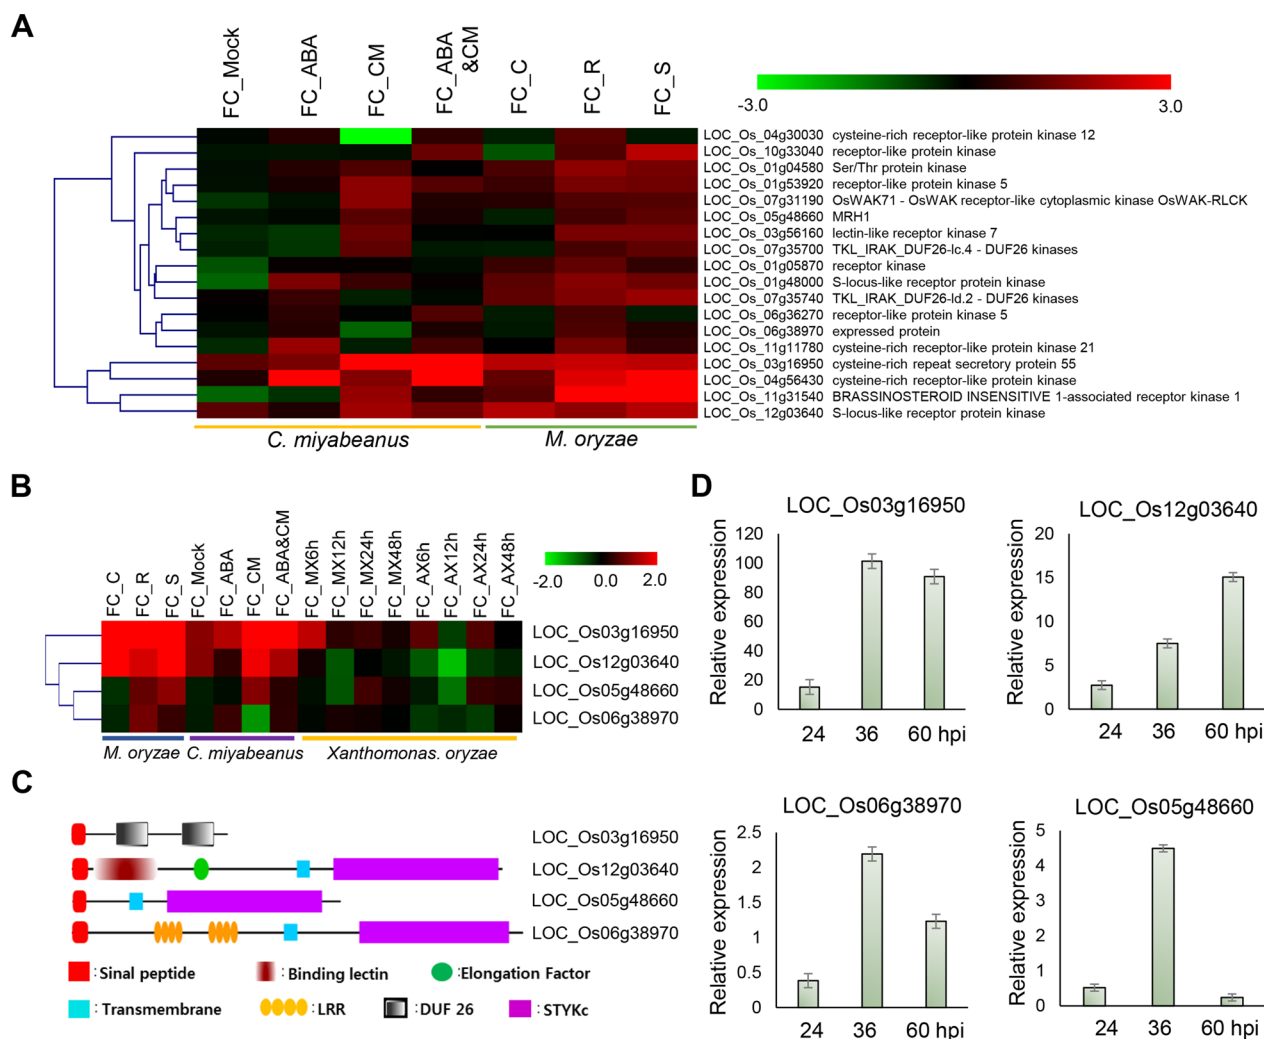 A
FC_Mock
FC_ABA
FC_CM
FC_ABA
&CM
FC_C
FC_R
FC_S
-3.0
3.0
LOC_Os_04g30030 cysteine-rich receptor-like protein kinase 12
LOC_Os_10g33040 receptor-like protein kinase
LOC_Os_01g04580 Ser/Thr protein kinase
LOC_Os_01g53920 receptor-like protein kinase 5
LOC_Os_07g31190 OsWAK71 - OsWAK receptor-like cytoplasmic kinase OsWAK-RLCK
LOC_Os_05g48660 MRH1
LOC_Os_03g56160 lectin-like receptor kinase 7
LOC_Os_07g35700 TKL_IRAK_DUF26-lc.4 - DUF26 kinases
LOC_Os_01g05870 receptor kinase
LOC_Os_01g48000 S-locus-like receptor protein kinase
LOC_Os_07g35740 TKL_IRAK_DUF26-ld.2 - DUF26 kinases
LOC_Os_06g36270 receptor-like protein kinase 5
LOC_Os_06g38970 expressed protein
LOC_Os_11g11780 cysteine-rich receptor-like protein kinase 21
LOC_Os_03g16950 cysteine-rich repeat secretory protein 55
LOC_Os_04g56430 cysteine-rich receptor-like protein kinase
LOC_Os_11g31540 BRASSINOSTEROID INSENSITIVE 1-associated receptor kinase 1
LOC_Os_12g03640 S-locus-like receptor protein kinase
C. miyabeanus
M. oryzae
B
FC_C
FC_R
FC_S
FC_Mock
FC_ABA
FC_CM
FC_ABA&CM
FC_MX6h
FC_MX12h
FC_MX24h
FC_MX48h
FC_AX6h
FC_AX12h
FC_AX24h
FC_AX48h
-2.0 0.0 2.0
LOC_Os03g16950
LOC_Os12g03640
LOC_Os05g48660
LOC_Os06g38970
M. oryzae C. miyabeanus Xanthomonas. oryzae
C
LOC_Os03g16950
LOC_Os12g03640
LOC_Os05g48660
LOC_Os06g38970
: Sinal peptide : Binding lectin :Elongation Factor
: Transmembrane : LRR :DUF 26 : STYKc
D
LOC_Os03g16950
Relative expression
120
100
80
60
40
20
0
24 36 60 hpi
LOC_Os12g03640
Relative expression
20
15
10
5
0
24 36 60 hpi
LOC_Os06g38970
Relative expression
2.5
2
1.5
1
0.5
0
24 36 60 hpi
LOC_Os05g48660
Relative expression
5
4
3
2
1
0
24 36 60 hpi